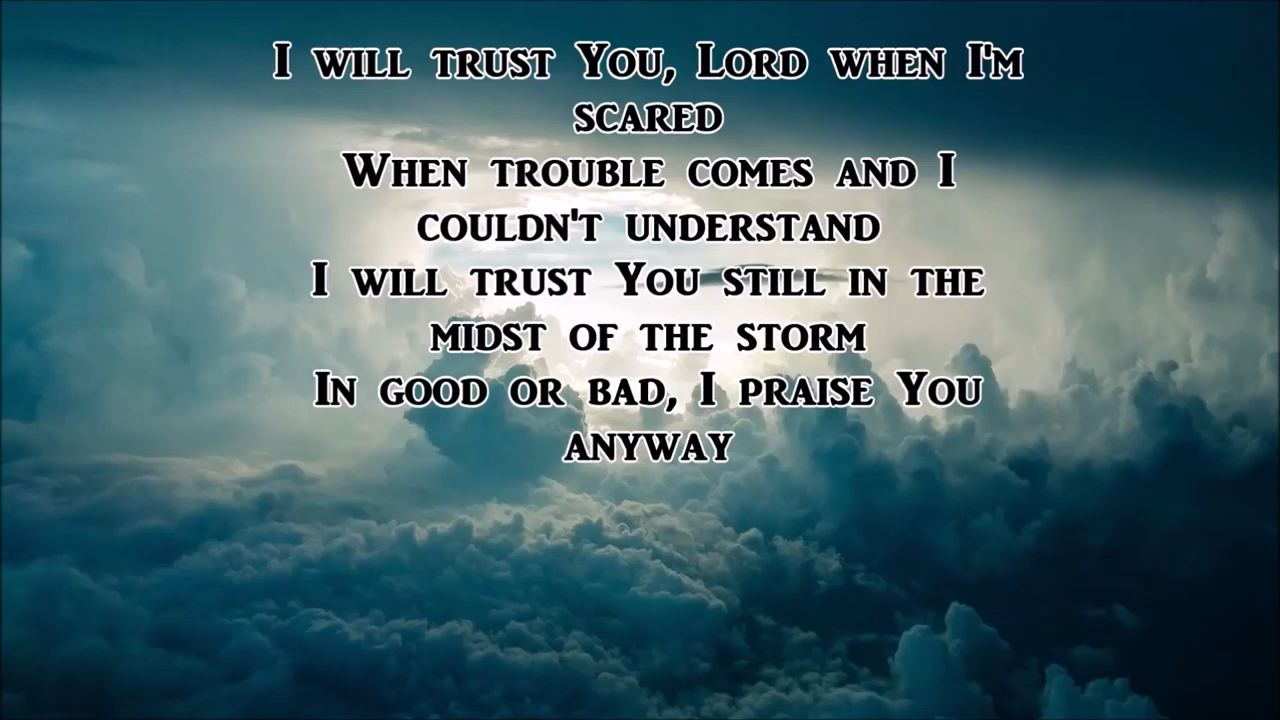 I will trust You, Lord when I'm
scared
When trouble comes and I
couldn't understand
I will trust You still in the
midst of the storm
In good or bad, I praise You
anyway